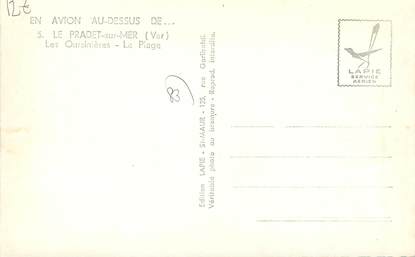 12€
EN AVION AU-DESSUS DE...
5. LE PRADET-sur-MER (Var)
Les Oursinières - La Plage
83
Edition LAPIE - St-MAUR - 125, rue Garibaldi.
Véritable photo au bromure - Reprod. interdite.
LAPIE
SERVICE
AERIEN